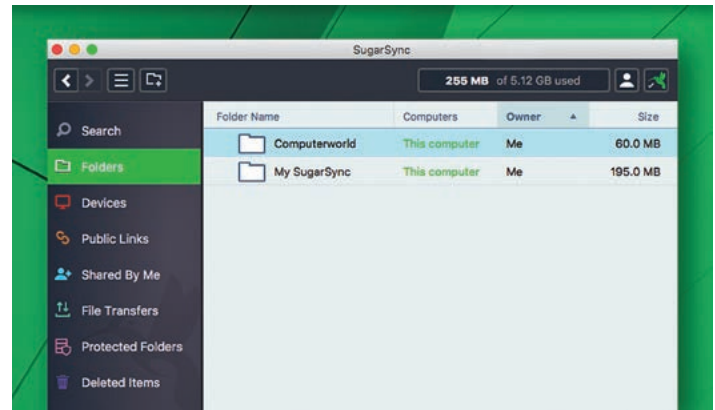 SugarSync
255 MB of 5.12 GB used
Search
Folders
Devices
Public Links
Shared By Me
File Transfers
Protected Folders
Deleted Items
Folder Name Computers Owner Size
Computerworld This computer Me 60.0 MB
My SugarSync This computer Me 195.0 MB